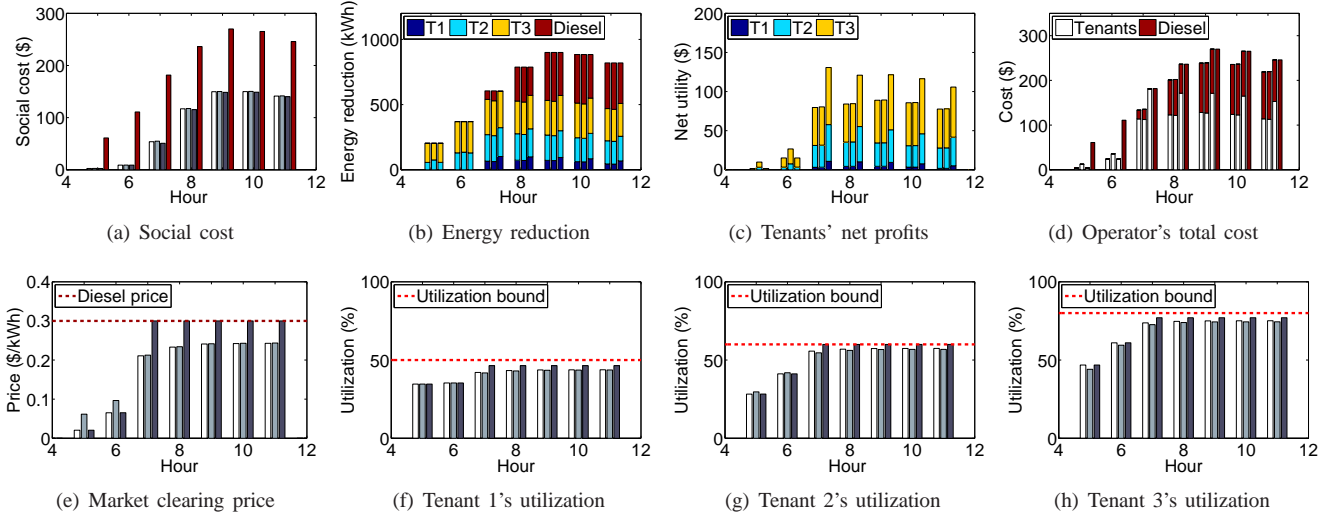 Social cost ($)
300
200
100
0
4 6 8 10 12
Hour
(a) Social cost
Energy reduction (kWh)
T1 T2 T3 Diesel
1000
500
0
4 6 8 10 12
Hour
(b) Energy reduction
Net utility ($)
200
T1 T2 T3
150
100
50
0
4 6 8 10 12
Hour
(c) Tenants' net profits
Cost ($)
Tenants Diesel
300
200
100
0
4 6 8 10 12
Hour
(d) Operator's total cost
Price ($/kWh)
0.4
Diesel price
0.3
0.2
0.1
0
4 6 8 10 12
Hour
(e) Market clearing price
Utilization (%)
100
Utilization bound
50
0
4 6 8 10 12
Hour
(f) Tenant 1's utilization
Utilization (%)
100
Utilization bound
50
0
4 6 8 10 12
Hour
(g) Tenant 2's utilization
Utilization (%)
100
Utilization bound
50
0
4 6 8 10 12
Hour
(h) Tenant 3's utilization